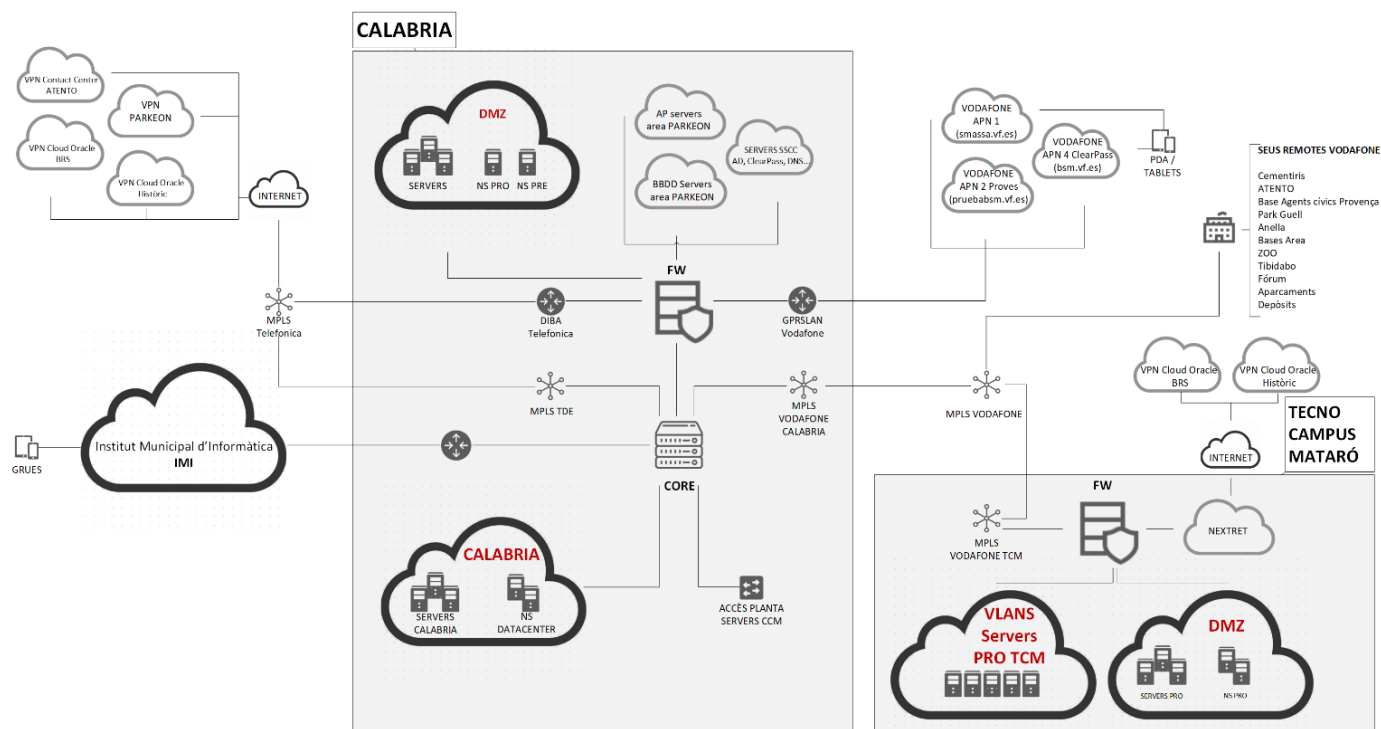 CALABRIA
VPN Contact Center
ATENTO
VPN
PARKEON
VPN Cloud Oracle
BRS
VPN Cloud Oracle
Històric
INTERNET
MPLS
Telefonica
DMZ
SERVERS
NS PRO
NS PRE
AP servers
area PARKEON
SERVERS SSCC
AD, ClearPass, DNS...
BBDD Servers
area PARKEON
FW
DIBA
Telefonica
GPRSLAN
Vodafone
VODAFONE
APN 1
(smassa.vf.es)
VODAFONE
APN 4 ClearPass
(bsm.vf.es)
VODAFONE
APN 2 Proves
(pruebabsm.vf.es)
PDA /
TABLETS
SEUS REMOTES VODAFONE
Cementiris
ATENTO
Base Agents cívics Provença
Park Guell
Anella
Bases Area
ZOO
Tibidabo
Fórum
Aparcaments
Depòsits
MPLS TDE
MPLS
VODAFONE
CALABRIA
MPLS VODAFONE
VPN Cloud Oracle
BRS
VPN Cloud Oracle
Històric
GRUES
Institut Municipal d'Informàtica
IMI
CORE
INTERNET
TECNO
CAMPUS
MATARÓ
CALABRIA
SERVERS
CALABRIA
NS
DATACENTER
ACCÈS PLANTA
SERVERS CCM
FW
MPLS
VODAFONE TCM
NEXTRET
VLANS
Servers
PRO TCM
DMZ
SERVERS PRO
NS PRO